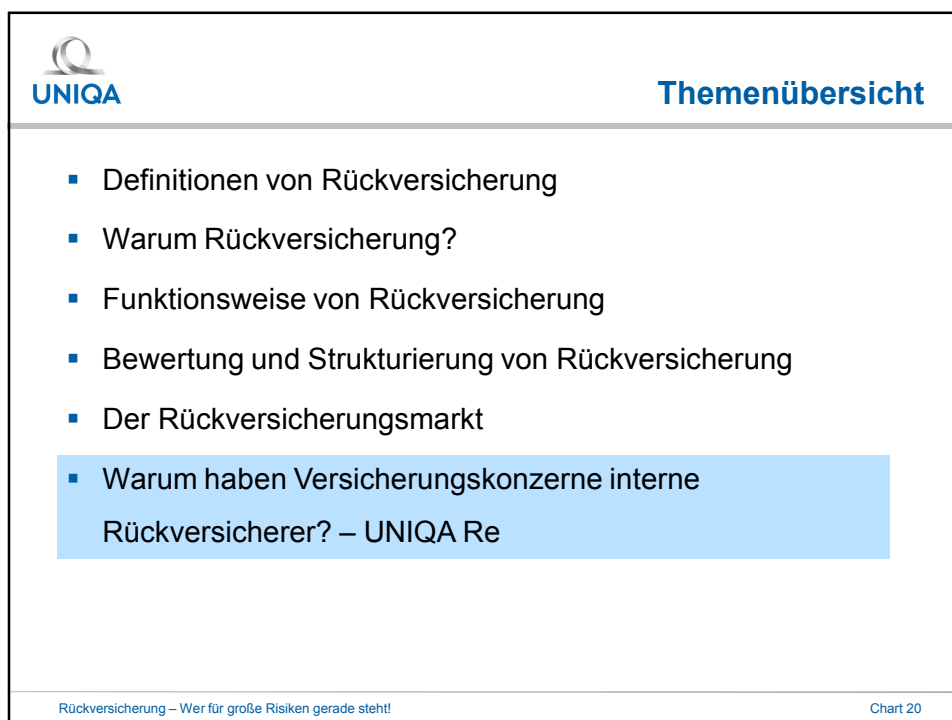 UNIQA
Themenübersicht
▪ Definitionen von Rückversicherung
▪ Warum Rückversicherung?
▪ Funktionsweise von Rückversicherung
▪ Bewertung und Strukturierung von Rückversicherung
▪ Der Rückversicherungsmarkt
▪ Warum haben Versicherungskonzerne interne
Rückversicherer? – UNIQA Re
Rückversicherung – Wer für große Risiken gerade steht!
Chart 20